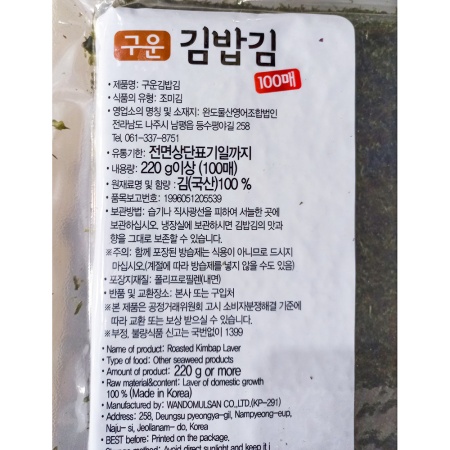 구운 김밥김
100매
• 제품명: 구운김밥김
• 식품의 유형: 조미김
• 영업소의 명칭 및 소재지: 완도물산영어조합법인
전라남도 나주시 남평읍 등수평야길 258
Tel, 061-337-8751
• 유통기한: 전면상단표기일까지
• 내용량: 220 g이상 (100매)
• 원재료명 및 함량: 김(국산)100 %
• 품목보고번호: 1996051205539
• 보관방법: 습기나 직사광선을 피하여 서늘한 곳에
보관하십시오, 냉장실에 보관하시면 김밥김의 맛과
향을 그대로 보존할 수 있습니다.
※주의: 함께 포장된 방습제는 식용이 아니므로 드시지
마십시오.(계절에 따라 방습제를 넣지 않을 수도 있음)
• 포장지재질: 폴리프로필렌(내면)
• 반품 및 교환장소: 본사 또는 구입처
※본 제품은 공정거래위원회 고시 소비자분쟁해결 기준에
따라 교환 또는 보상 받으실 수 있습니다.
※부정, 불량식품 신고는 국번없이 1399
• Name of product: Roasted Kimbap Laver
• Type of food: Other seaweed products
• Amount of product: 220 g or more
• Raw material&content: Laver of domestic growth
100 % (Made in Korea)
• Manufactured by: WANDOMULSAN CO.,LTD.(KP-291)
• Address: 258, Deungsu pyeongya-gil, Nampyeong-eup,
Naju- si, Jeollanam- do, Korea
• BEST before: Printed on the package.
method: Avoid direct sunlight and keep it